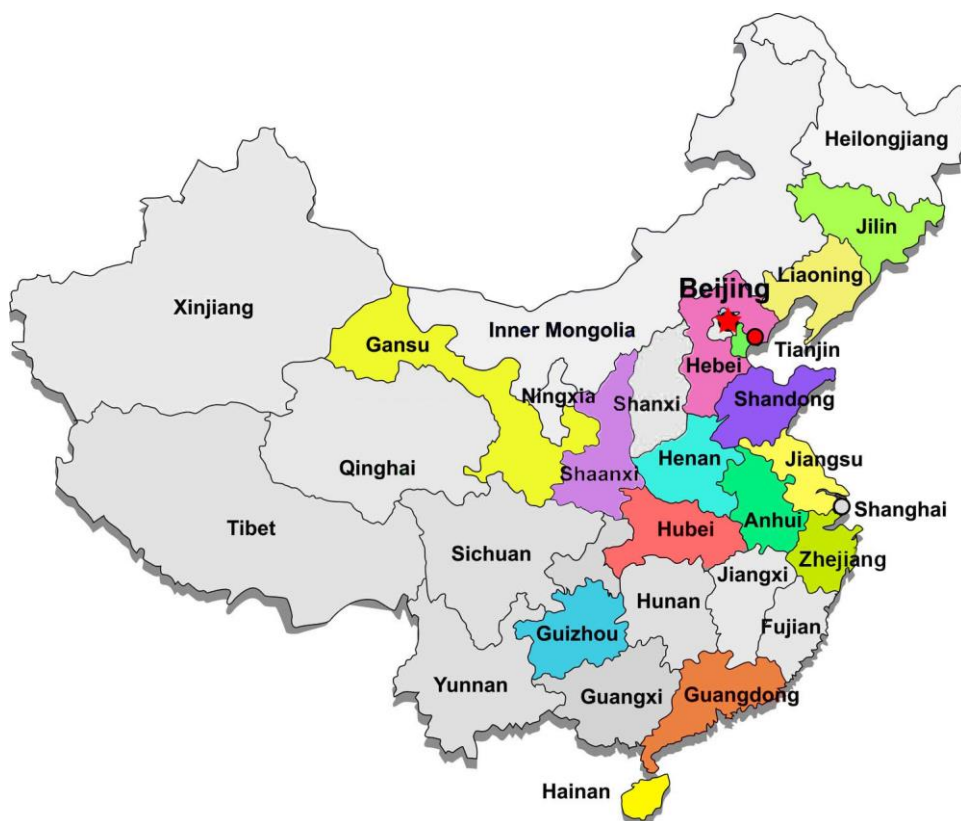 Heilongjiang
Jilin
Liaoning
Beijing
Xinjiang
Inner Mongolia
Gansu
Tianjin
Hebei
Ningxia
Shanxi
Shandong
Qinghai
Shaanxi
Henan
Jiangsu
Shanghai
Tibet
Hubei
Anhui
Sichuan
Zhejiang
Jiangxi
Hunan
Guizhou
Fujian
Yunnan
Guangxi
Guangdong
Hainan